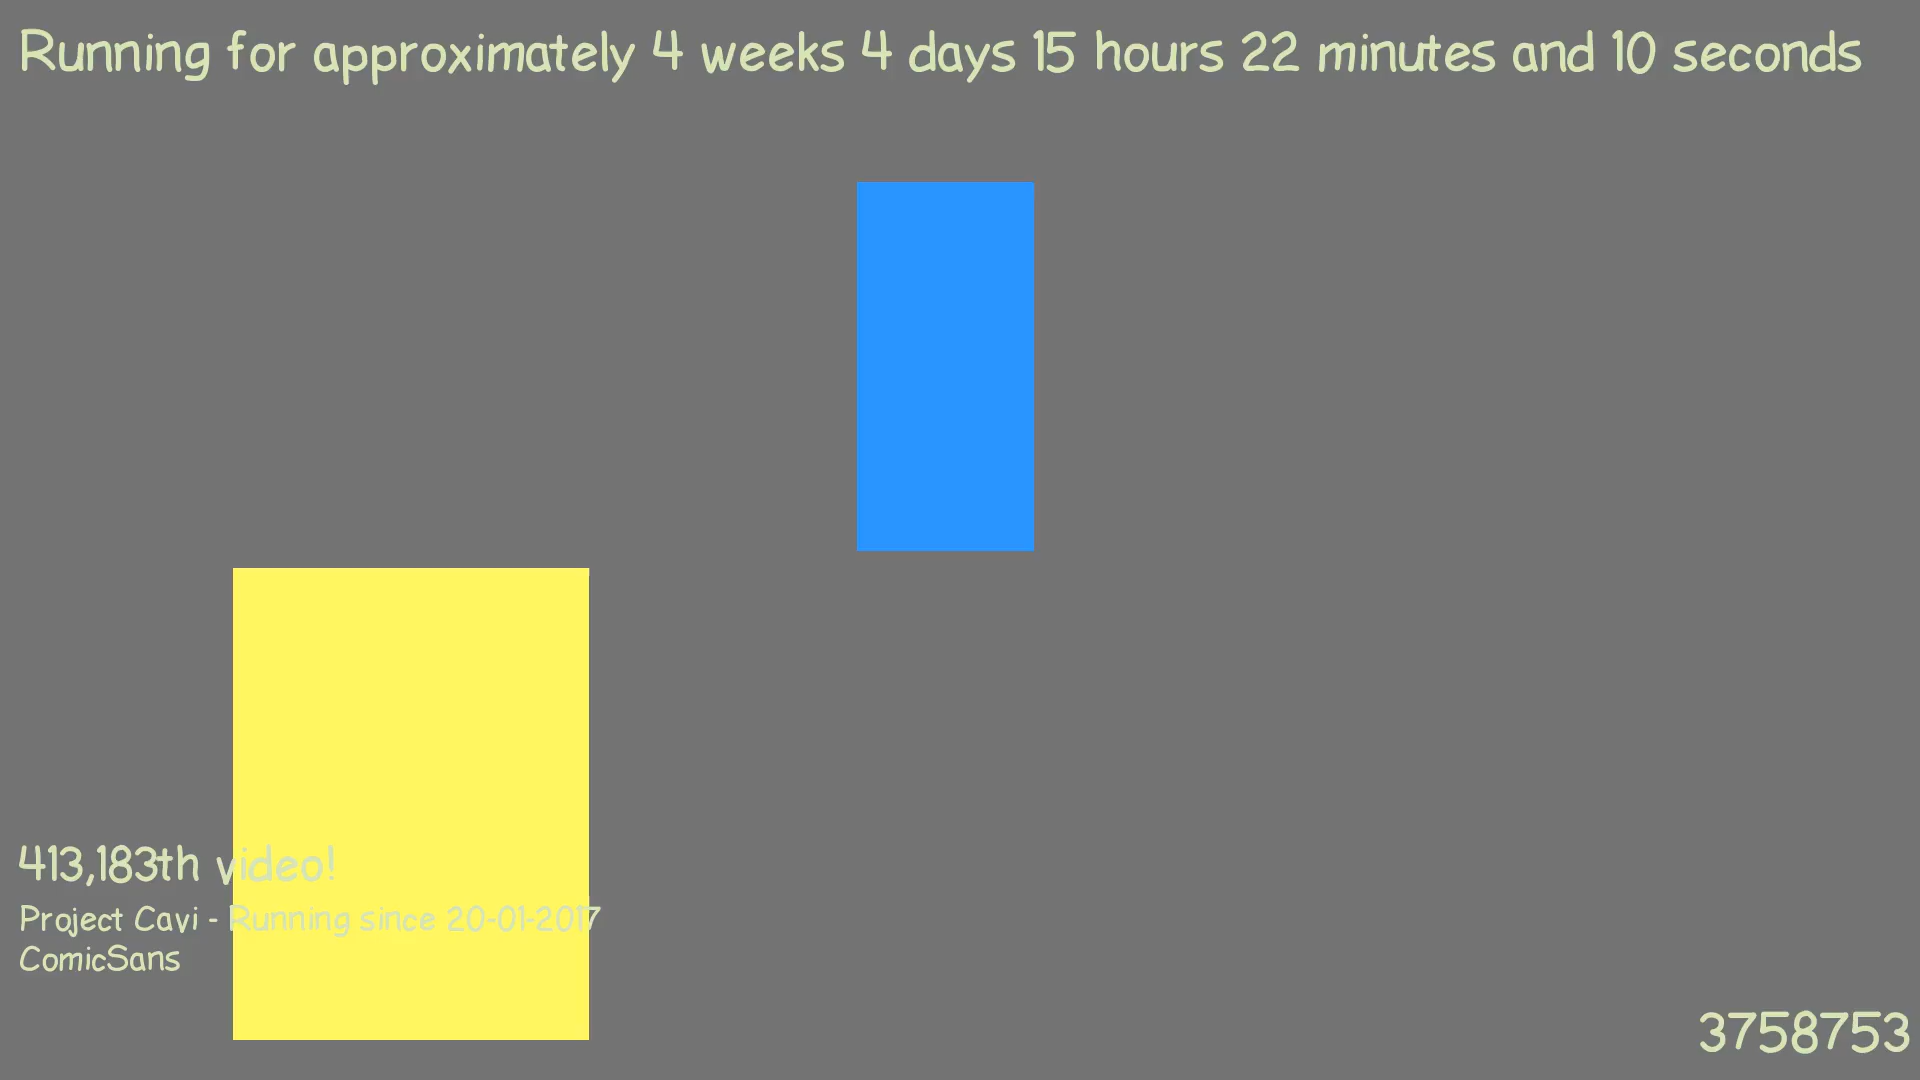 Running for approximately 4 weeks 4 days 15 hours 22 minutes and 10 seconds
413,183th video!
Project Cavi - Running since 20-01-2017
ComicSans
3758753